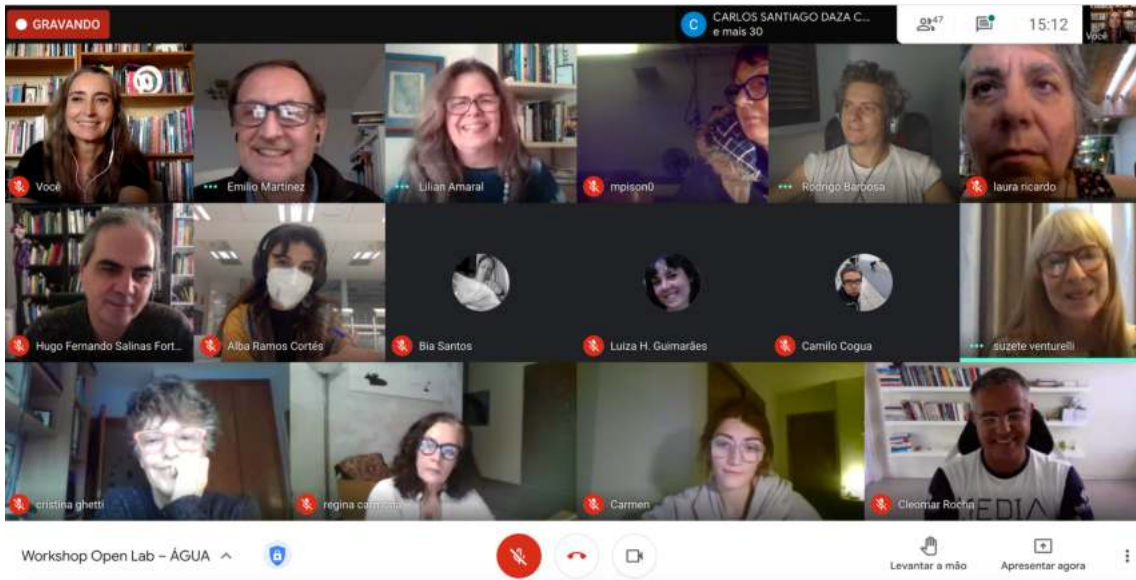 GRAVANDO
C
CARLOS SANTIAGO DAZA C...
e mais 30
47
15:12
Você
Você
Emilio Martinez
Lilian Amaral
mpison0
Rodrigo Barbosa
laura ricardo
Hugo Fernando Salinas Fort...
Alba Ramos Cortés
Bia Santos
Luiza H. Guimarães
Camilo Cogua
suzete venturelli
cristina ghetti
regina
Carmen
Cleomar Rocha
MEDIA
Workshop Open Lab – ÁGUA
Levantar a mão
Apresentar agora